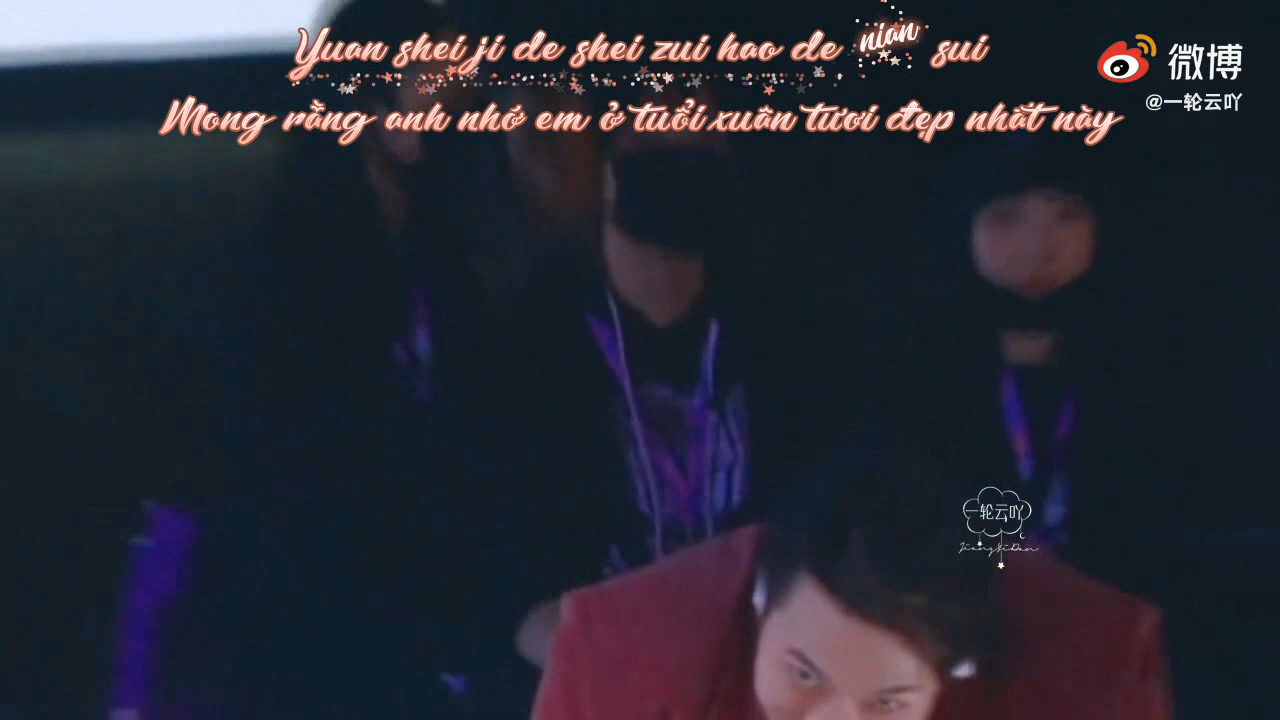 Yuan shei ji de shei zui hao de nian sui
Mong rằng anh nhớ em ở tuổi xuân tươi đẹp nhất này
微博
@一轮云吖
一轮云吖